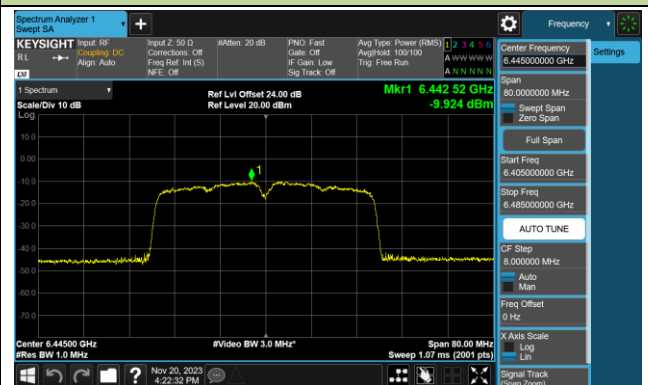 Spectrum Analyzer 1
Swept SA
Frequency
KEYSIGHT
RL
Input: RF
Coupling: DC
Align: Auto
Input Z: 50 Ω
Corrections: Off
Freq Ref: Int (S)
NFE: Off
#Atten: 20 dB
PNO: Fast
Gate: Off
IF Gain: Low
Sig Track: Off
Avg Type: Power (RMS)
Avg|Hold: 100/100
Trig: Free Run
1 2 3 4 5 6
A W W W W W
A N N N N N
LXI
1 Spectrum
Scale/Div 10 dB
Log
Ref Lvl Offset 24.00 dB
Ref Level 20.00 dBm
Mkr1 6.442 52 GHz
-9.924 dBm
10.0
0.00
-10.0
-20.0
-30.0
-40.0
-50.0
-60.0
-70.0
1
Center 6.44500 GHz
#Res BW 1.0 MHz
#Video BW 3.0 MHz*
Span 80.00 MHz
Sweep 1.07 ms (2001 pts)
Nov 20, 2023
4:22:32 PM
Center Frequency
6.445000000 GHz
Settings
Span
80.0000000 MHz
Swept Span
Zero Span
Full Span
Start Freq
6.405000000 GHz
Stop Freq
6.485000000 GHz
AUTO TUNE
CF Step
8.000000 MHz
Auto
Man
Freq Offset
0 Hz
X Axis Scale
Log
Lin
Signal Track
(Span Zoom)